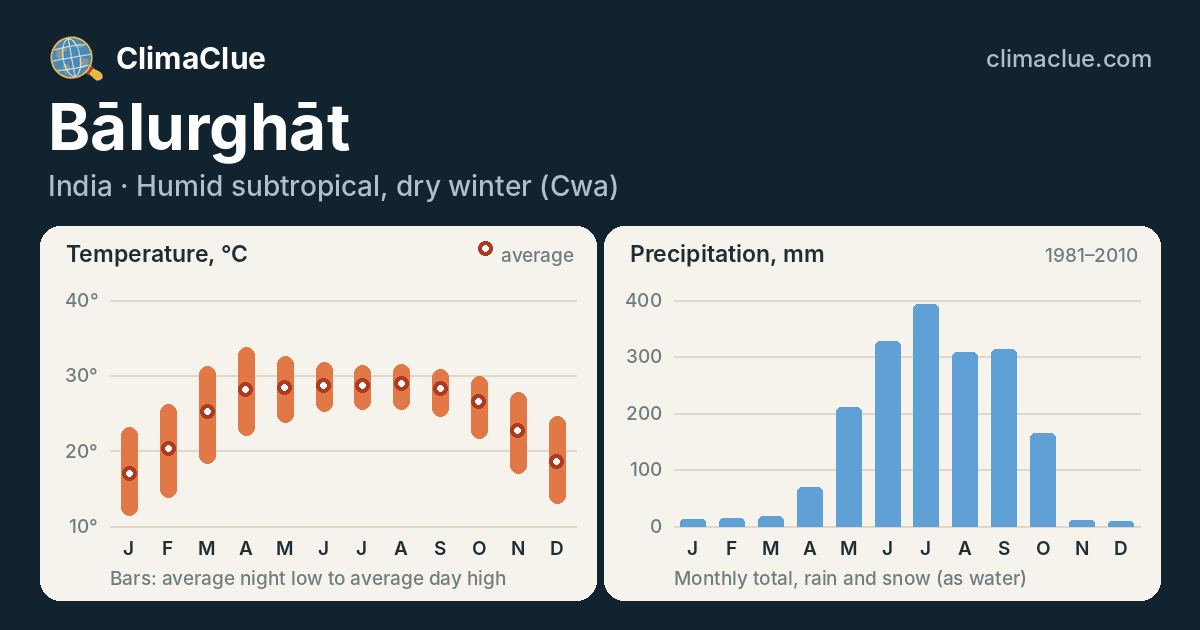 ClimaClue
climaclue.com
Bālurghāt
India · Humid subtropical, dry winter (Cwa)
Temperature, °C
average
40°
30°
20°
10°
J F M A M J J A S O N D
Bars: average night low to average day high
Precipitation, mm
1981–2010
400
300
200
100
0
J F M A M J J A S O N D
Monthly total, rain and snow (as water)